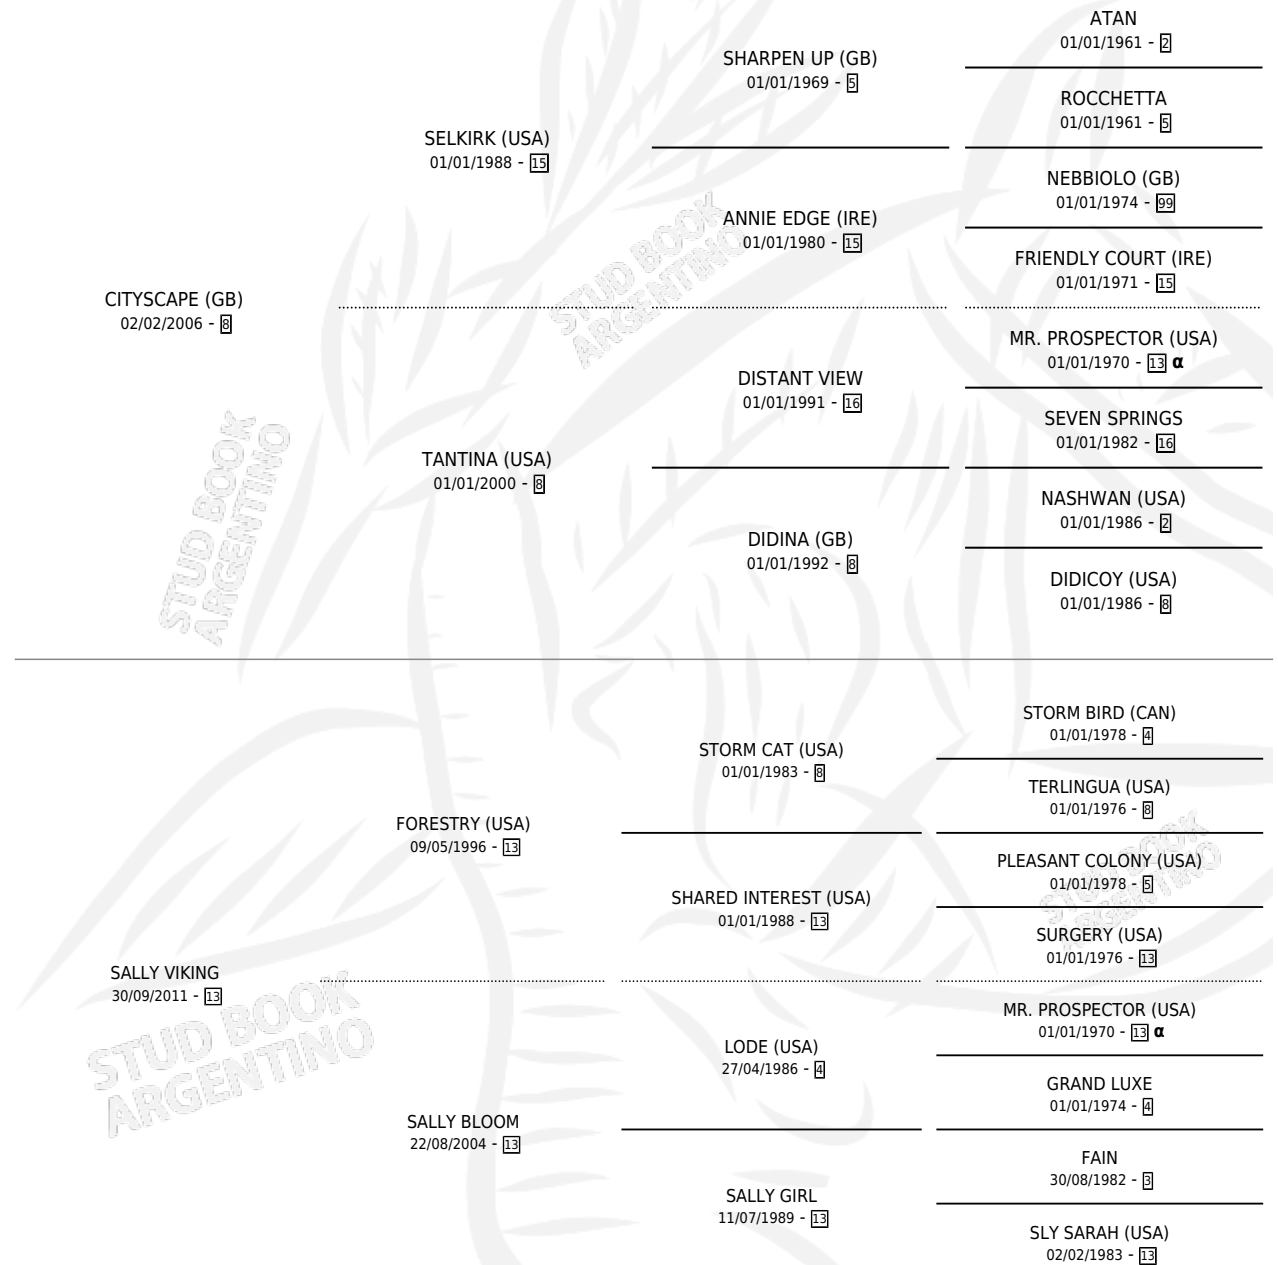 ATAN
01/01/1961 - 2
SHARPEN UP (GB)
01/01/1969 - 5
ROCCHETTA
01/01/1961 - 5
SELKIRK (USA)
01/01/1988 - 15
NEBBIOLO (GB)
01/01/1974 - 99
ANNIE EDGE (IRE)
01/01/1980 - 15
FRIENDLY COURT (IRE)
01/01/1971 - 15
CITYSCAPE (GB)
02/02/2006 - 8
MR. PROSPECTOR (USA)
01/01/1970 - 13 α
DISTANT VIEW
01/01/1991 - 16
SEVEN SPRINGS
01/01/1982 - 16
TANTINA (USA)
01/01/2000 - 8
NASHWAN (USA)
01/01/1986 - 2
DIDINA (GB)
01/01/1992 - 8
DIDICOY (USA)
01/01/1986 - 8
STORM BIRD (CAN)
01/01/1978 - 4
STORM CAT (USA)
01/01/1983 - 8
TERLINGUA (USA)
01/01/1976 - 8
FORESTRY (USA)
09/05/1996 - 13
PLEASANT COLONY (USA)
01/01/1978 - 5
SHARED INTEREST (USA)
01/01/1988 - 13
SURGERY (USA)
01/01/1976 - 13
SALLY VIKING
30/09/2011 - 13
MR. PROSPECTOR (USA)
01/01/1970 - 13 α
LODE (USA)
27/04/1986 - 4
GRAND LUXE
01/01/1974 - 4
SALLY BLOOM
22/08/2004 - 13
FAIN
30/08/1982 - 3
SALLY GIRL
11/07/1989 - 13
SLY SARAH (USA)
02/02/1983 - 13
STUD BOOK
ARGENTINO
STUD BOOK
ARGENTINO
STUD BOOK
ARGENTINO
STUD BOOK
ARGENTINO